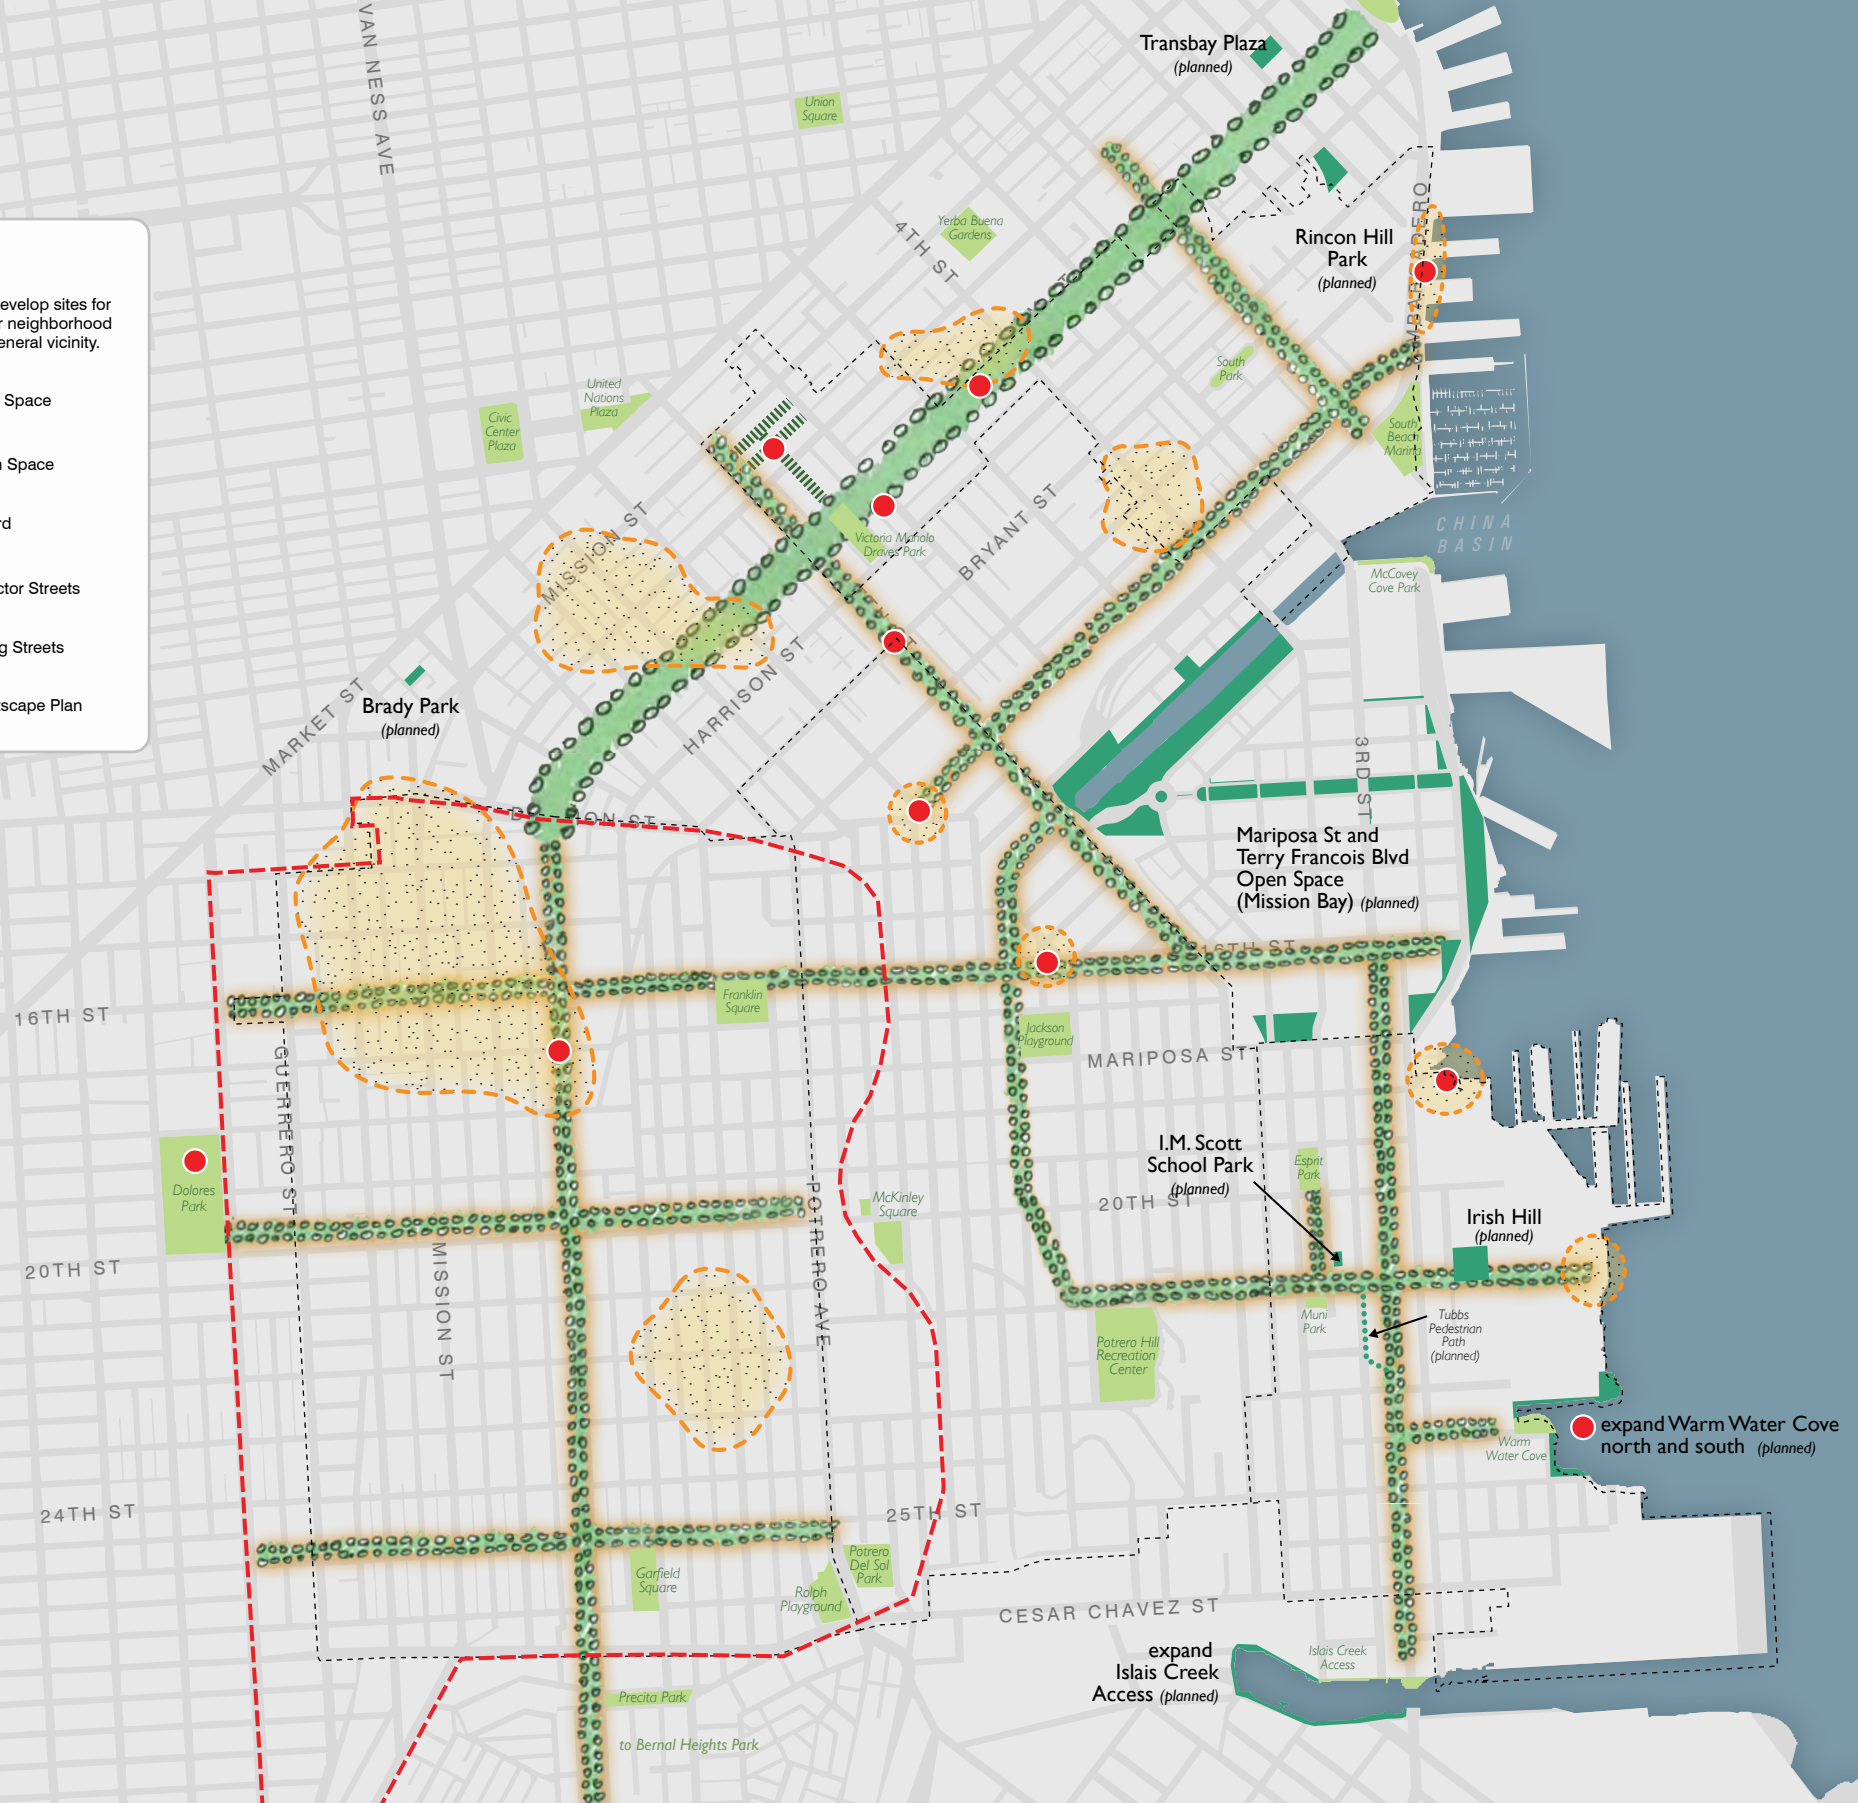 VAN NESS AVE
Transbay Plaza
(planned)
Union
Square
4TH ST
Yerba Buena
Gardens
Rincon Hill
Park
(planned)
evelop sites for
r neighborhood
eneral vicinity.
Space
Space
rd
ctor Streets
g Streets
scape Plan
South
Park
United
Nations
Plaza
Civic
Center
Plaza
South
Beach
Marina
CHINA
BASIN
MISSION ST
Victoria Manolo
Draves Park
BRYANT ST
McCovey
Cove Park
HARRISON ST
MARKET ST
Brady Park
(planned)
3RD ST
Mariposa St and
Terry Francois Blvd
Open Space
(Mission Bay) (planned)
16TH ST
16TH ST
Franklin
Square
Jackson
Playground
MARIPOSA ST
GUERRERO ST
I.M. Scott
School Park
(planned)
Esprit
Park
Dolores
Park
McKinley
Square
20TH ST
Irish Hill
(planned)
20TH ST
MISSION ST
POTRERO AVE
Muni
Park
Tubbs
Pedestrian
Path
(planned)
Potrero Hill
Recreation
Center
expand Warm Water Cove
north and south (planned)
Warm
Water Cove
24TH ST
25TH ST
Garfield
Square
Potrero
Del Sol
Park
Rolph
Playground
CESAR CHAVEZ ST
expand
Islais Creek
Access (planned)
Islais Creek
Access
Precita Park
to Bernal Heights Park